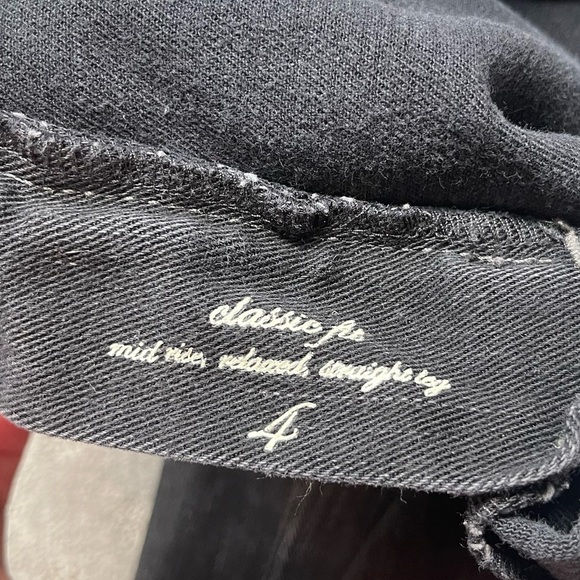 classic fit
mid rise, relaxed, straight leg
4